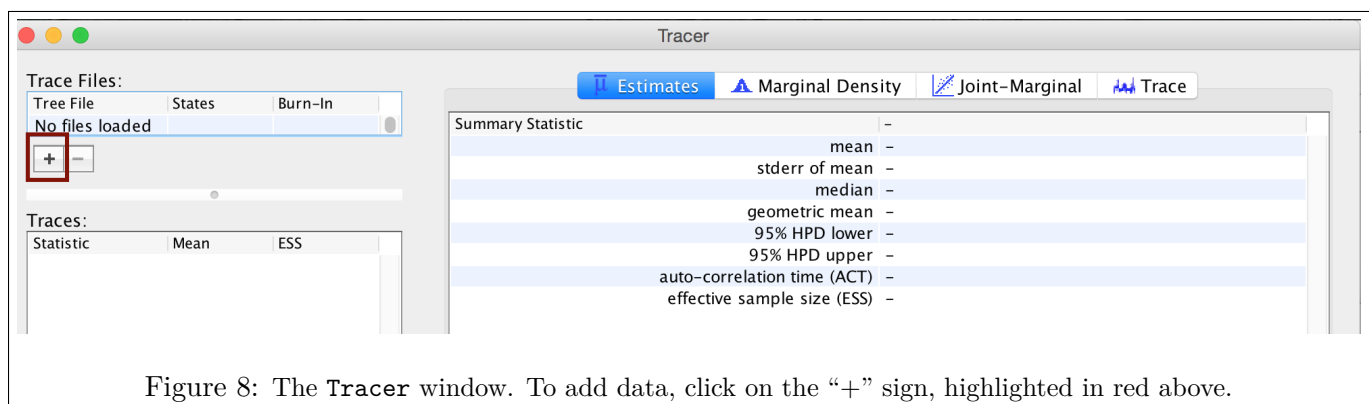 Tracer
Trace Files:
Tree File States Burn-In
No files loaded
+ −
Traces:
Statistic Mean ESS
μ Estimates Marginal Density Joint-Marginal Trace
Summary Statistic -
mean -
stderr of mean -
median -
geometric mean -
95% HPD lower -
95% HPD upper -
auto-correlation time (ACT) -
effective sample size (ESS) -
Figure 8: The Tracer window. To add data, click on the “+” sign, highlighted in red above.